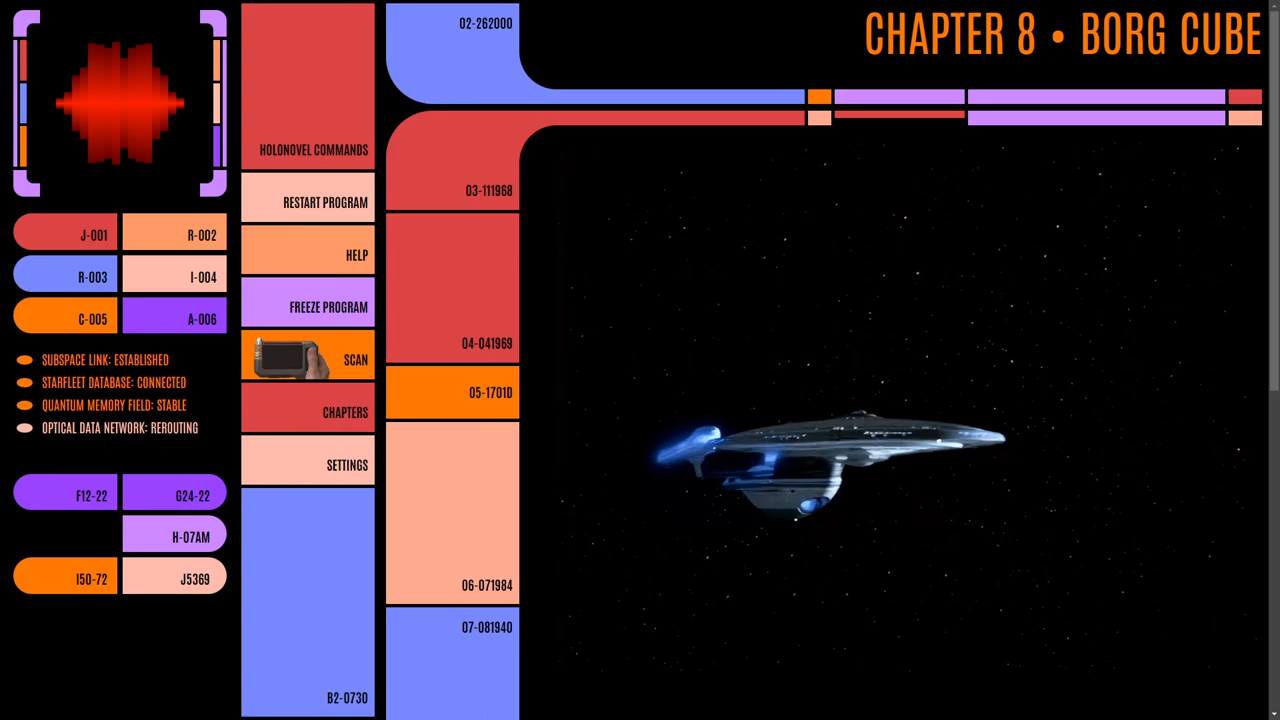 CHAPTER 8 • BORG CUBE
02-262000
HOLONOVEL COMMANDS
RESTART PROGRAM
HELP
FREEZE PROGRAM
SCAN
CHAPTERS
SETTINGS
B2-0730
03-111968
04-041969
05-1701D
06-071984
07-081940
J-001
R-002
R-003
I-004
C-005
A-006
SUBSPACE LINK: ESTABLISHED
STARFLEET DATABASE: CONNECTED
QUANTUM MEMORY FIELD: STABLE
OPTICAL DATA NETWORK: REROUTING
F12-22
G24-22
H-07AM
I50-72
J5369